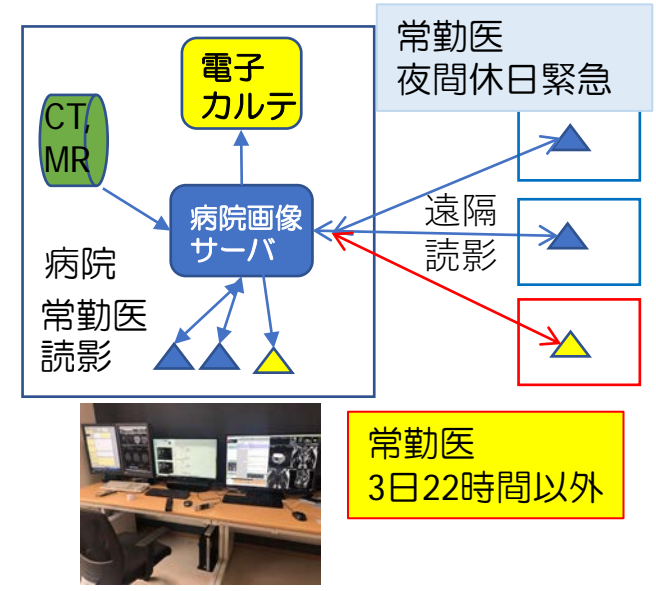 常勤医
夜間休日緊急
電子
カルテ
CT,
MR
病院画像
サーバ
遠隔
読影
病院
常勤医
読影
常勤医
3日22時間以外